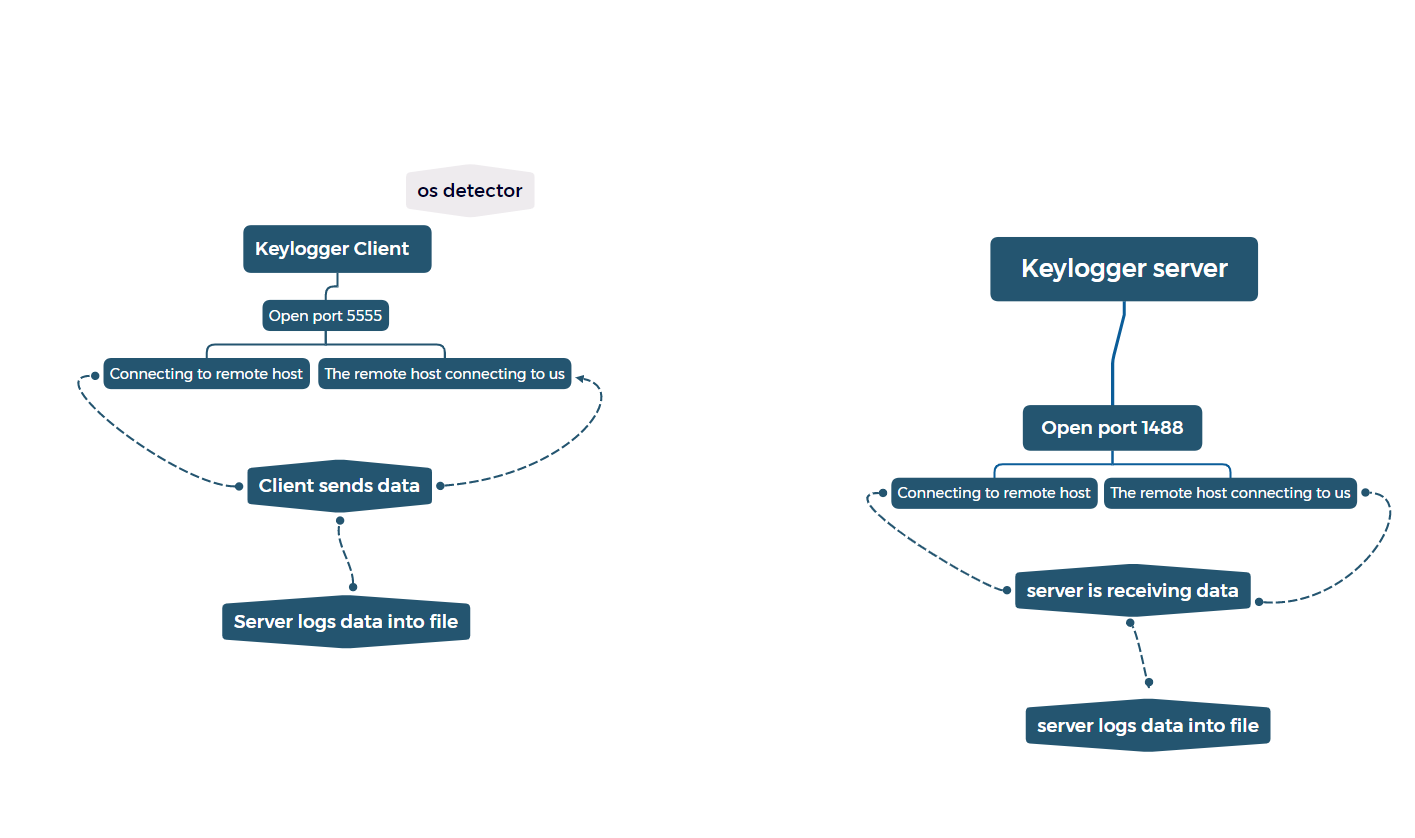 os detector
Keylogger Client
Open port 5555
Connecting to remote host
The remote host connecting to us
Client sends data
Server logs data into file
Keylogger server
Open port 1488
Connecting to remote host
The remote host connecting to us
server is receiving data
server logs data into file